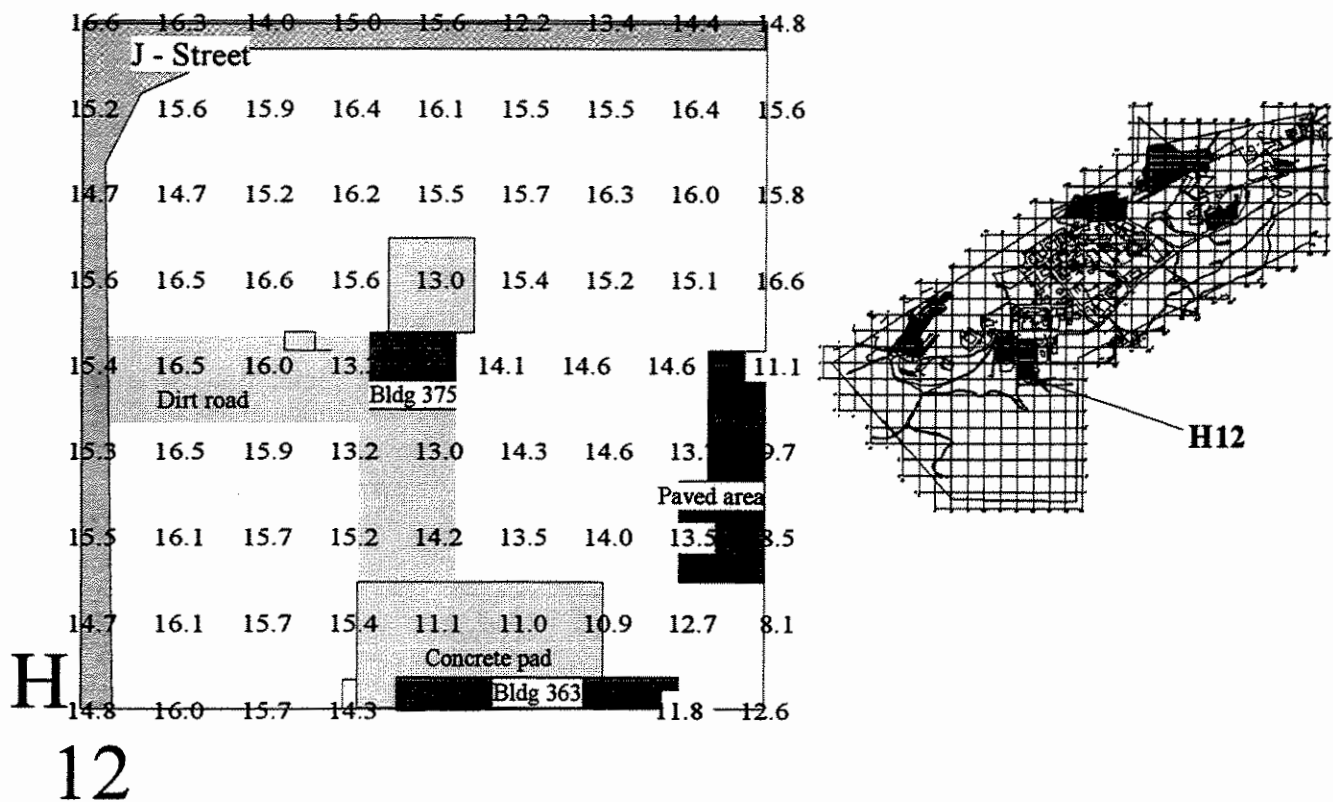 16.6 16.3 14.0 15.0 15.6 12.2 13.4 14.4 14.8
J - Street
15.2 15.6 15.9 16.4 16.1 15.5 15.5 16.4 15.6
14.7 14.7 15.2 16.2 15.5 15.7 16.3 16.0 15.8
15.6 16.5 16.6 15.6 13.0 15.4 15.2 15.1 16.6
15.4 16.5 16.0 14.1 14.6 14.6 11.1
Dirt road Bldg 375
15.3 16.5 15.9 13.2 13.0 14.3 14.6 9.7
H12
Paved area
15.5 16.1 15.7 15.2 14.2 13.5 14.0 13.5 8.5
14.7 16.1 15.7 15.4 11.1 11.0 10.9 12.7 8.1
Concrete pad
H
Bldg 363
14.8 16.0 15.7 14.3 11.8 12.6
12